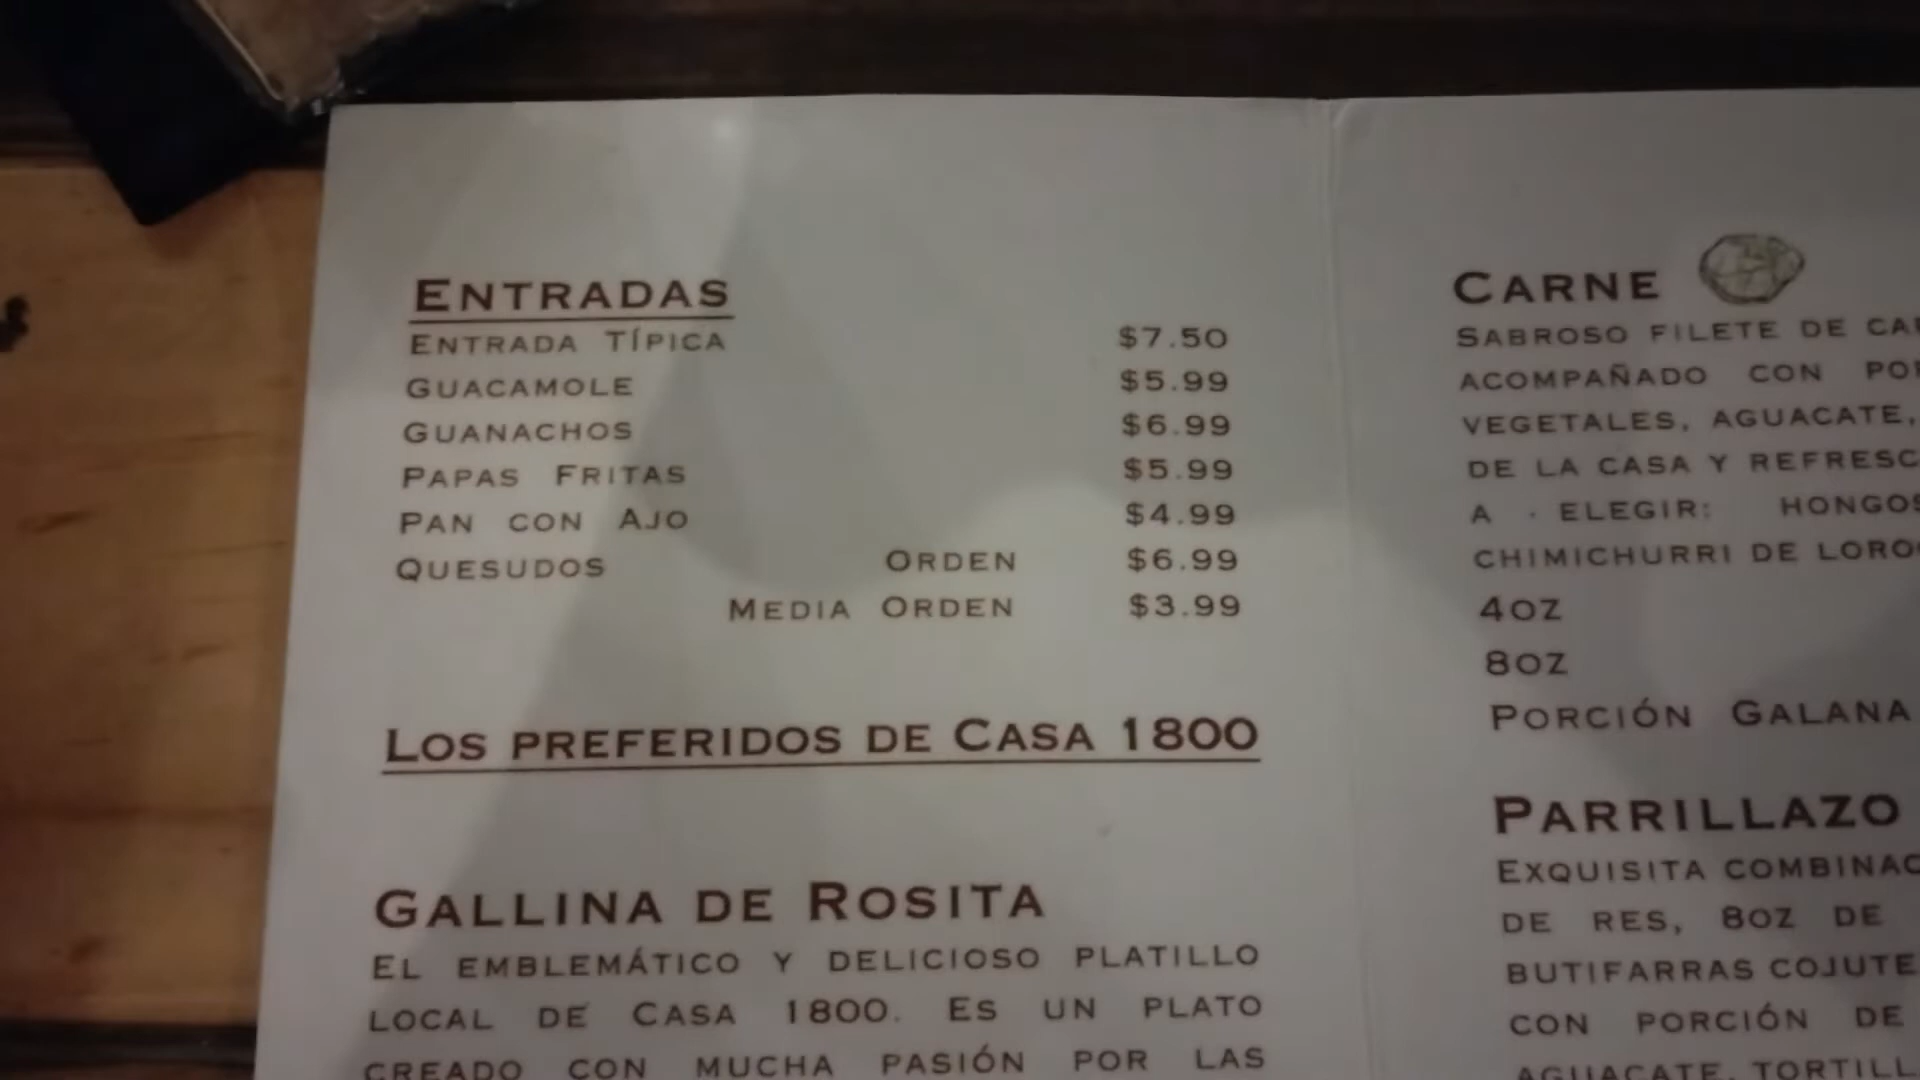 ENTRADAS
ENTRADA TÍPICA $7.50
GUACAMOLE $5.99
GUANACHOS $6.99
PAPAS FRITAS $5.99
PAN CON AJO $4.99
QUESUDOS ORDEN $6.99
MEDIA ORDEN $3.99
LOS PREFERIDOS DE CASA 1800
GALLINA DE ROSITA
EL EMBLEMÁTICO Y DELICIOSO PLATILLO
LOCAL DE CASA 1800. ES UN PLATO
CREADO CON MUCHA PASIÓN POR LAS
CARNE
SABROSO FILETE DE
ACOMPAÑADO CON
VEGETALES, AGUACATE,
DE LA CASA Y
A · ELEGIR: HONGOS
CHIMICHURRI DE
4OZ
8OZ
PORCIÓN GALANA
PARRILLAZO
EXQUISITA
DE RES, 8OZ DE
BUTIFARRAS
CON PORCIÓN DE
AGUACATE,